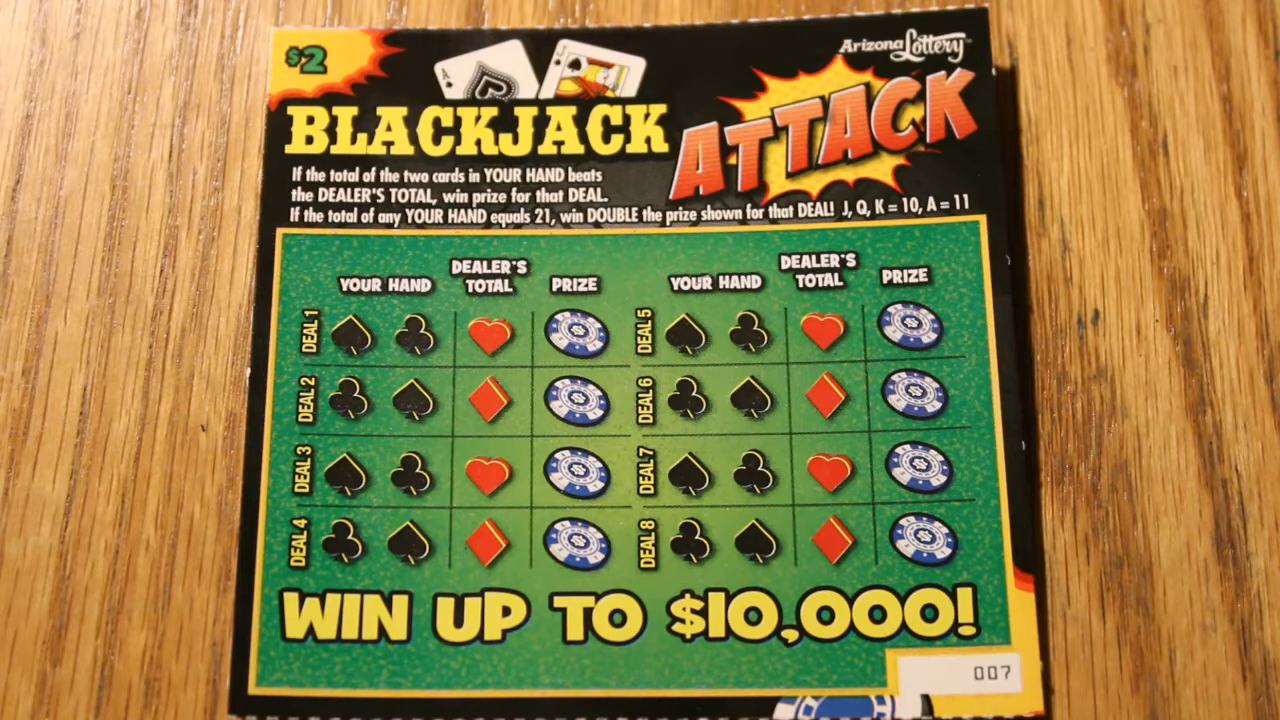 $2
Arizona Lottery™
A
J
BLACKJACK
ATTACK
If the total of the two cards in YOUR HAND beats
the DEALER'S TOTAL, win prize for that DEAL.
If the total of any YOUR HAND equals 21, win DOUBLE the prize shown for that DEAL! J, Q, K = 10, A = 11
YOUR HAND DEALER'S TOTAL PRIZE
YOUR HAND DEALER'S TOTAL PRIZE
DEAL 1
DEAL 5
DEAL 2
DEAL 6
DEAL 3
DEAL 7
DEAL 4
DEAL 8
WIN UP TO $10,000!
007